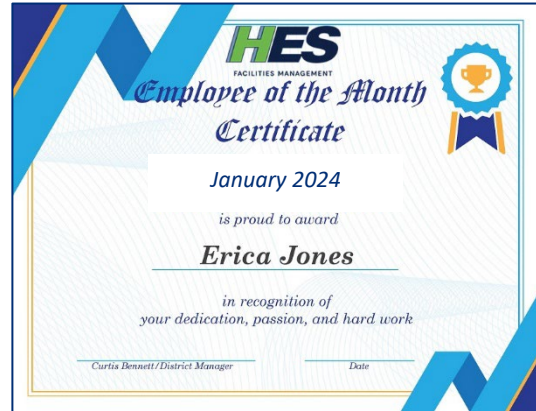 HES
FACILITIES MANAGEMENT
Employee of the Month
Certificate
January 2024
is proud to award
Erica Jones
in recognition of
your dedication, passion, and hard work
Curtis Bennett/District Manager Date